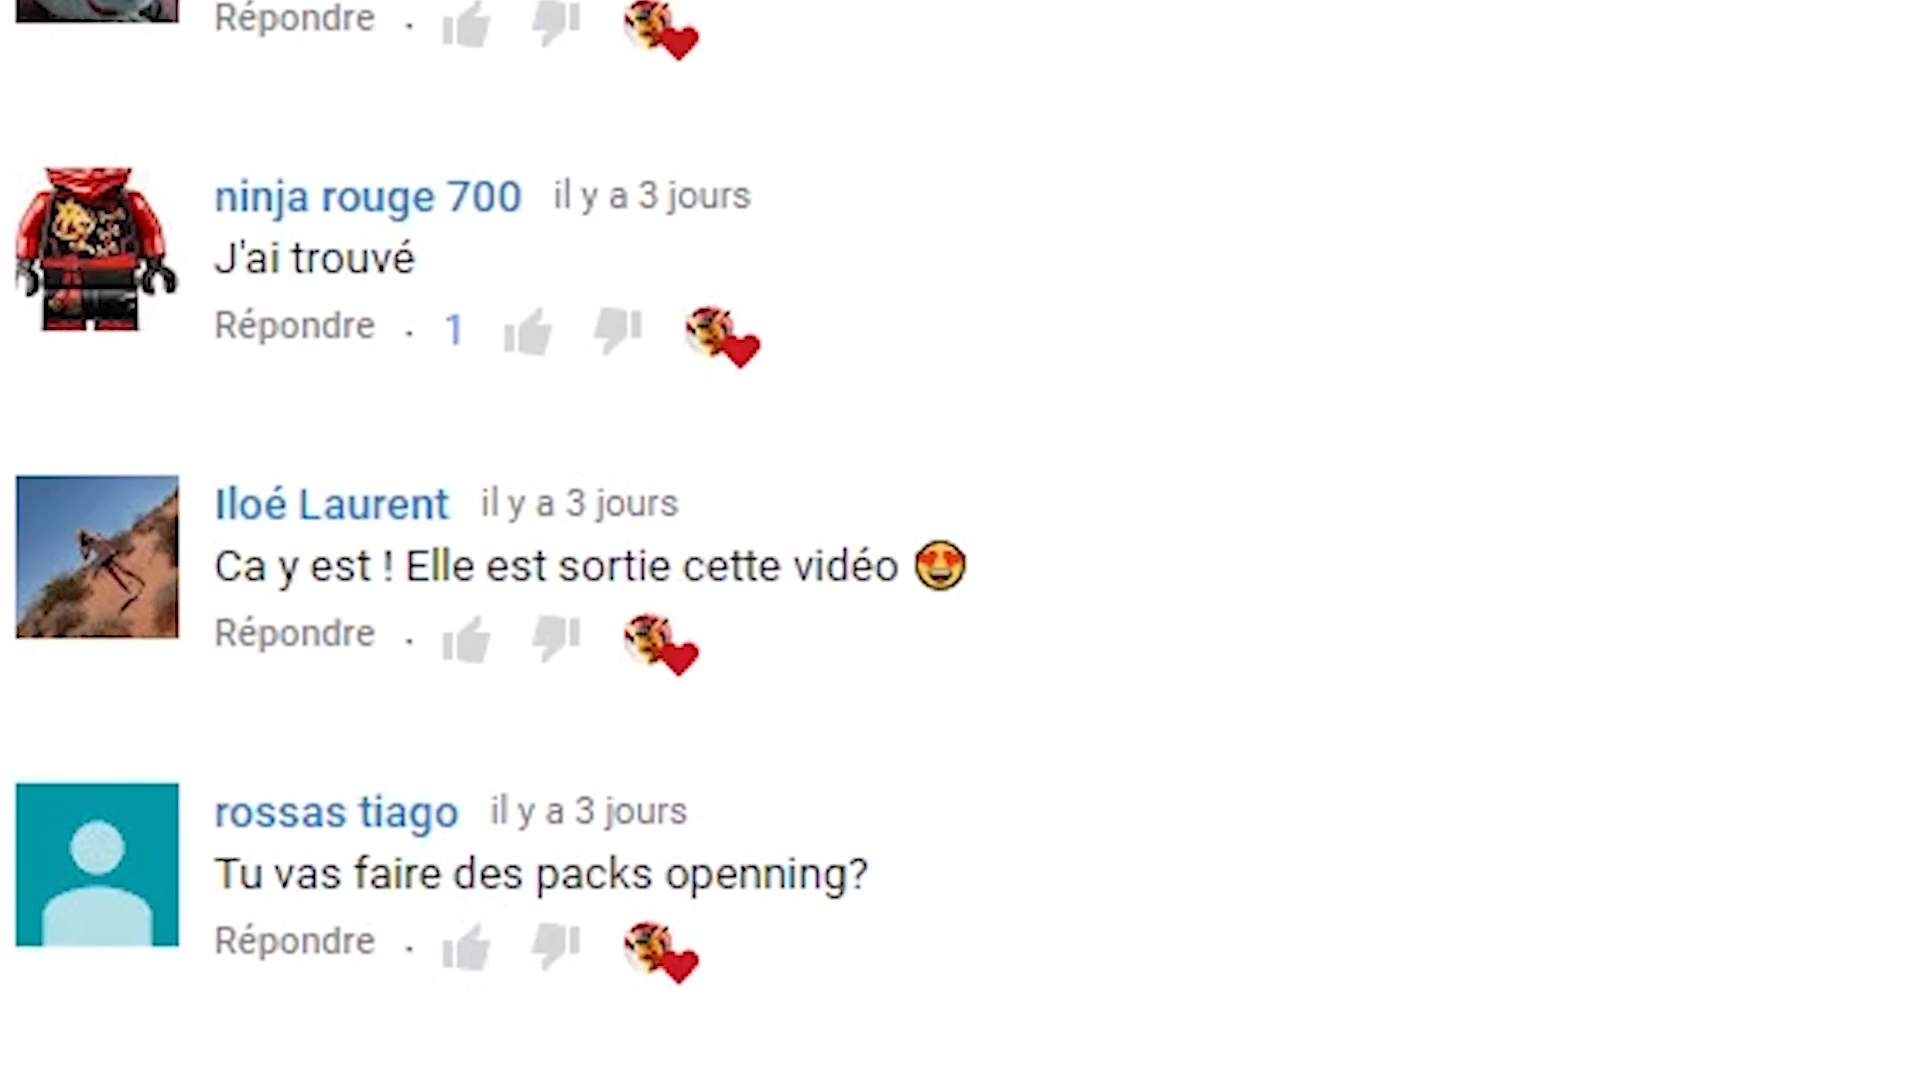 Répondre .
ninja rouge 700 il y a 3 jours
J'ai trouvé
Répondre . 1
Iloé Laurent il y a 3 jours
Ca y est ! Elle est sortie cette vidéo 😍
Répondre .
rossas tiago il y a 3 jours
Tu vas faire des packs openning?
Répondre .